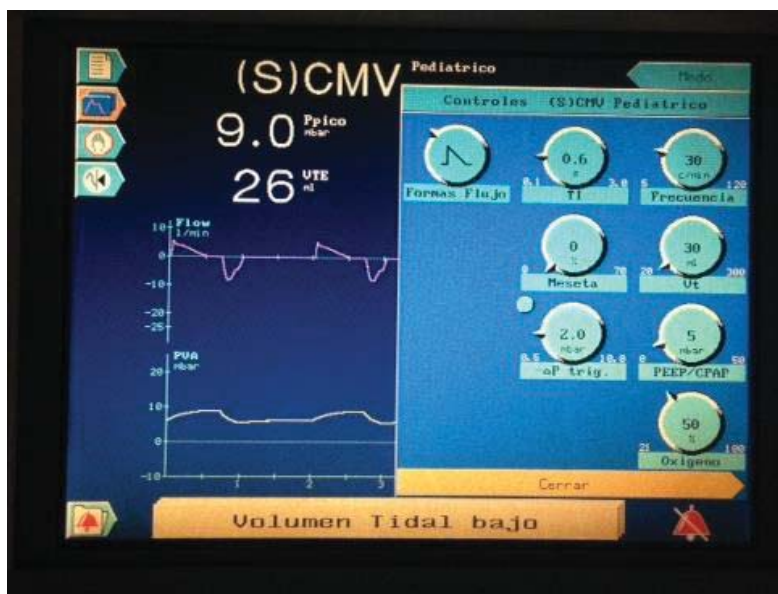 (S)CMV Pediatrico
Modo
Controles (S)CMV Pediatrico
9.0 Ppico
mbar
26 VTE
ml
Formas Flujo
0.6
s
0.1 TI 3.0
30
c/min
5 Frecuencia 120
0
%
0 Meseta 70
30
ml
20 Vt 300
2.0
mbar
0.5 -aP trig. 10.0
5
mbar
0 PEEP/CPAP 50
50
%
21 Oxigeno 100
Cerrar
Flow
l/min
10
0
-10
-20
-25
PVA
mbar
20
10
0
-10
1 2 3
Volumen Tidal bajo